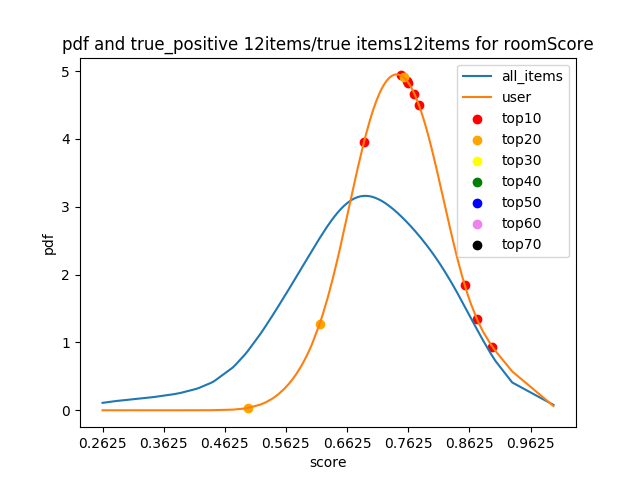 pdf and true_positive 12items/true items12items for roomScore
5
4
3
2
1
0
pdf
0.2625 0.3625 0.4625 0.5625 0.6625 0.7625 0.8625 0.9625
score
all_items
user
top10
top20
top30
top40
top50
top60
top70